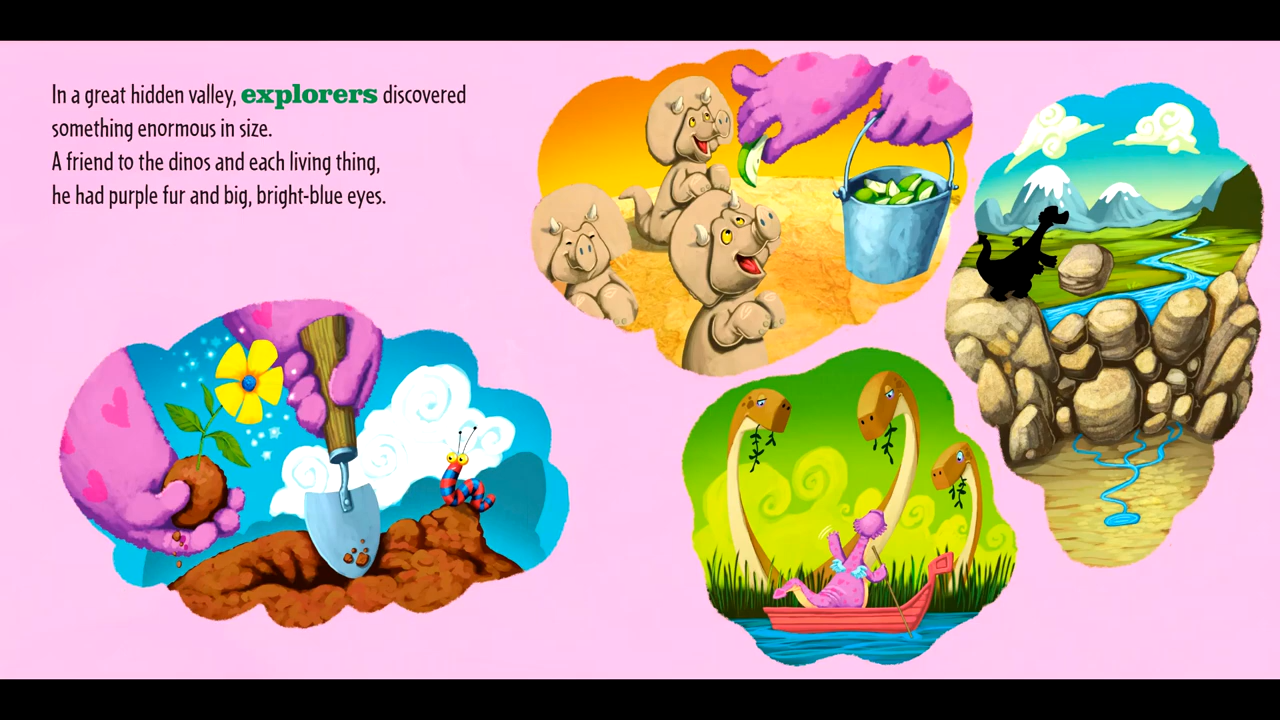 In a great hidden valley, explorers discovered
something enormous in size.
A friend to the dinos and each living thing,
he had purple fur and big, bright-blue eyes.